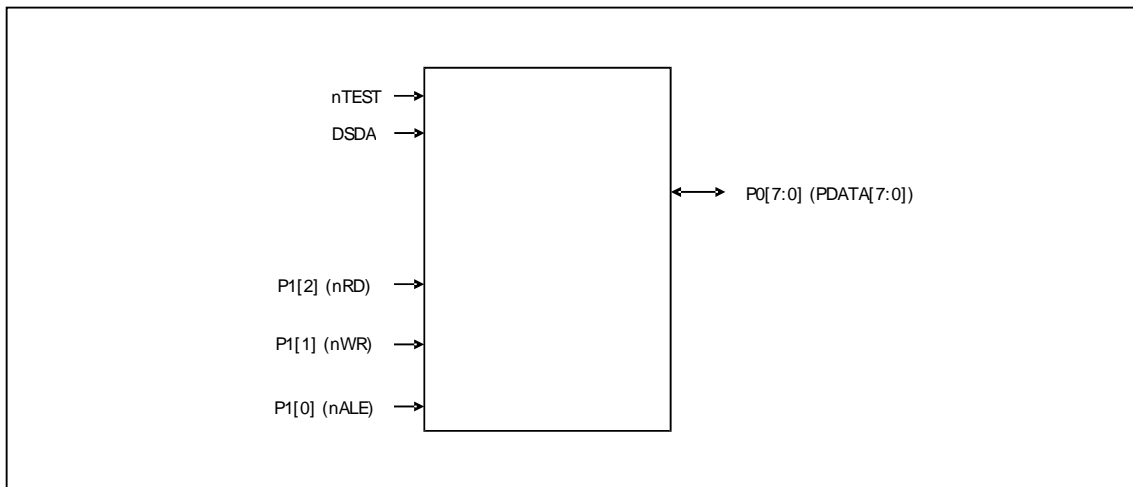 nTEST
DSDA
P0[7:0] (PDATA[7:0])
P1[2] (nRD)
P1[1] (nWR)
P1[0] (nALE)